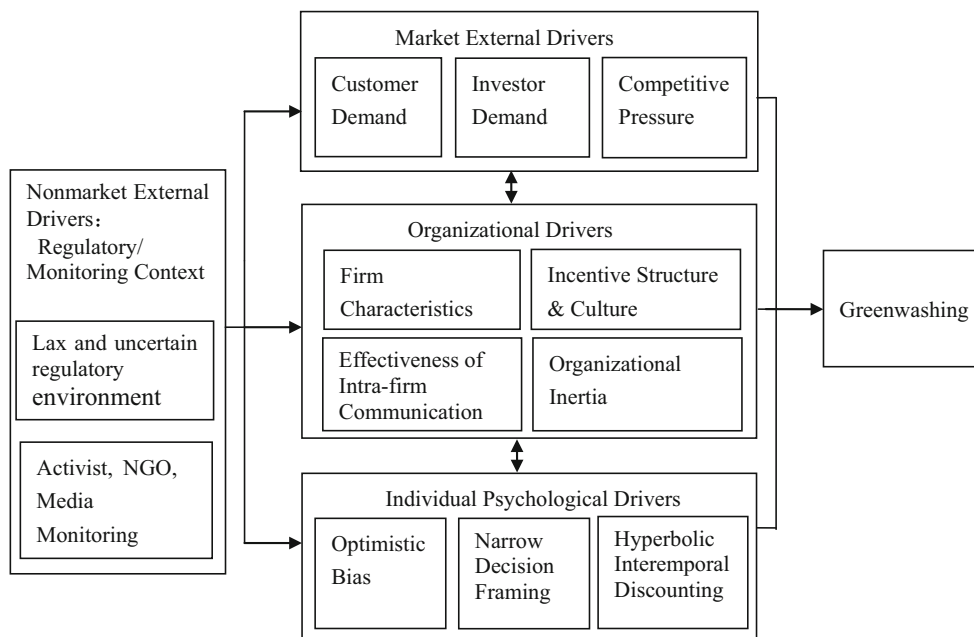 Market External Drivers
Customer
Demand
Investor
Demand
Competitive
Pressure
Nonmarket External
Drivers：
Regulatory/
Monitoring Context
Lax and uncertain
regulatory
environment
Activist, NGO,
Media
Monitoring
Organizational Drivers
Firm
Characteristics
Incentive Structure
& Culture
Effectiveness of
Intra-firm
Communication
Organizational
Inertia
Individual Psychological Drivers
Optimistic
Bias
Narrow
Decision
Framing
Hyperbolic
Interemporal
Discounting
Greenwashing